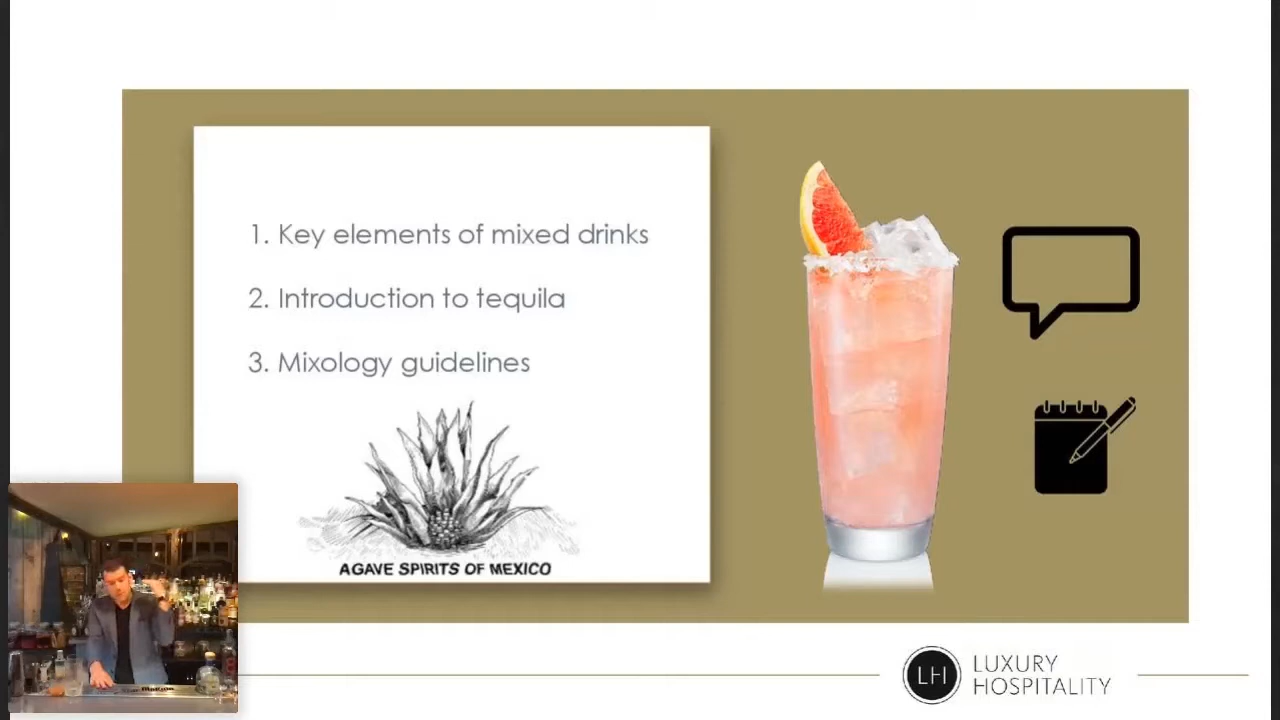 1. Key elements of mixed drinks
2. Introduction to tequila
3. Mixology guidelines
AGAVE SPIRITS OF MEXICO
LH
LUXURY
HOSPITALITY